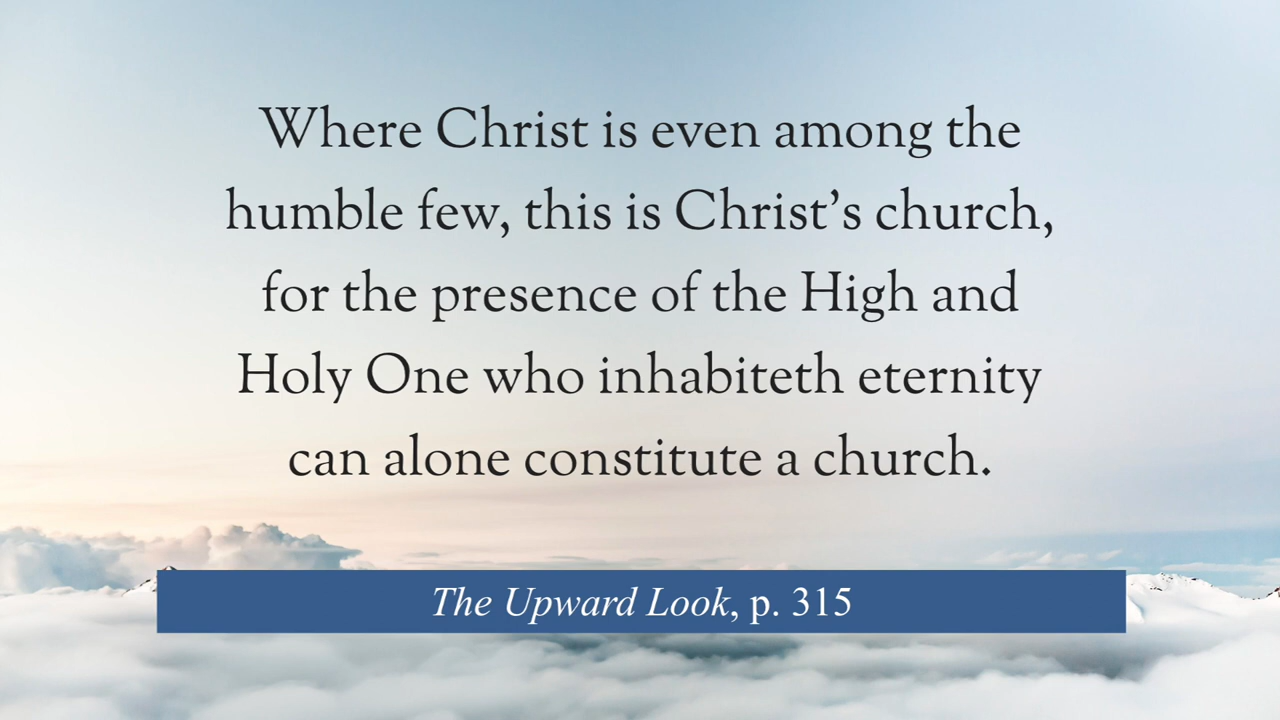 Where Christ is even among the
humble few, this is Christ’s church,
for the presence of the High and
Holy One who inhabiteth eternity
can alone constitute a church.
The Upward Look, p. 315